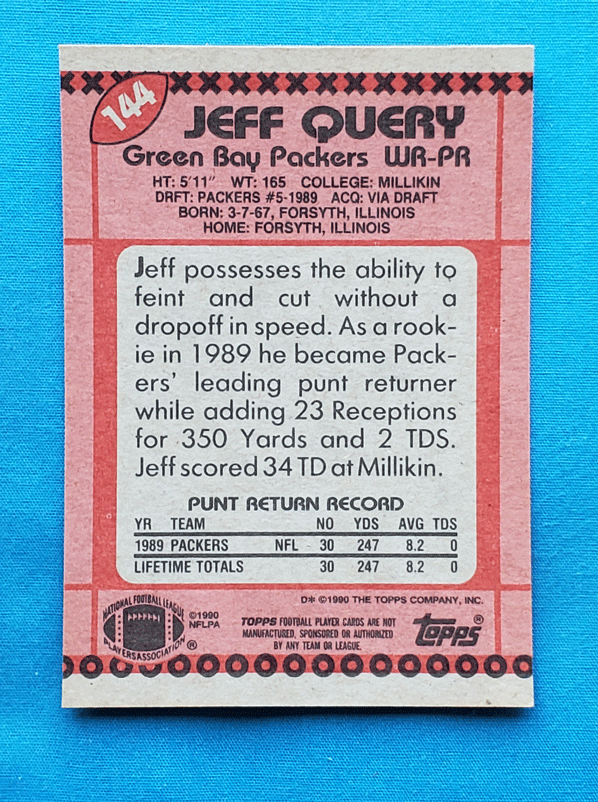 144
JEFF QUERY
Green Bay Packers WR-PR
HT: 5'11" WT: 165 COLLEGE: MILLIKIN
DRFT: PACKERS #5-1989 ACQ: VIA DRAFT
BORN: 3-7-67, FORSYTH, ILLINOIS
HOME: FORSYTH, ILLINOIS
Jeff possesses the ability to
feint and cut without a
dropoff in speed. As a rook-
ie in 1989 he became Pack-
ers' leading punt returner
while adding 23 Receptions
for 350 Yards and 2 TDS.
Jeff scored 34 TD at Millikin.
PUNT RETURN RECORD
YR TEAM NO YDS AVG TDS
1989 PACKERS NFL 30 247 8.2 0
LIFETIME TOTALS 30 247 8.2 0
D* ©1990 THE TOPPS COMPANY, INC.
NATIONAL FOOTBALL LEAGUE
PLAYERS ASSOCIATION ®
©1990
NFLPA
TOPPS FOOTBALL PLAYER CARDS ARE NOT
MANUFACTURED, SPONSORED OR AUTHORIZED
BY ANY TEAM OR LEAGUE.
Topps®